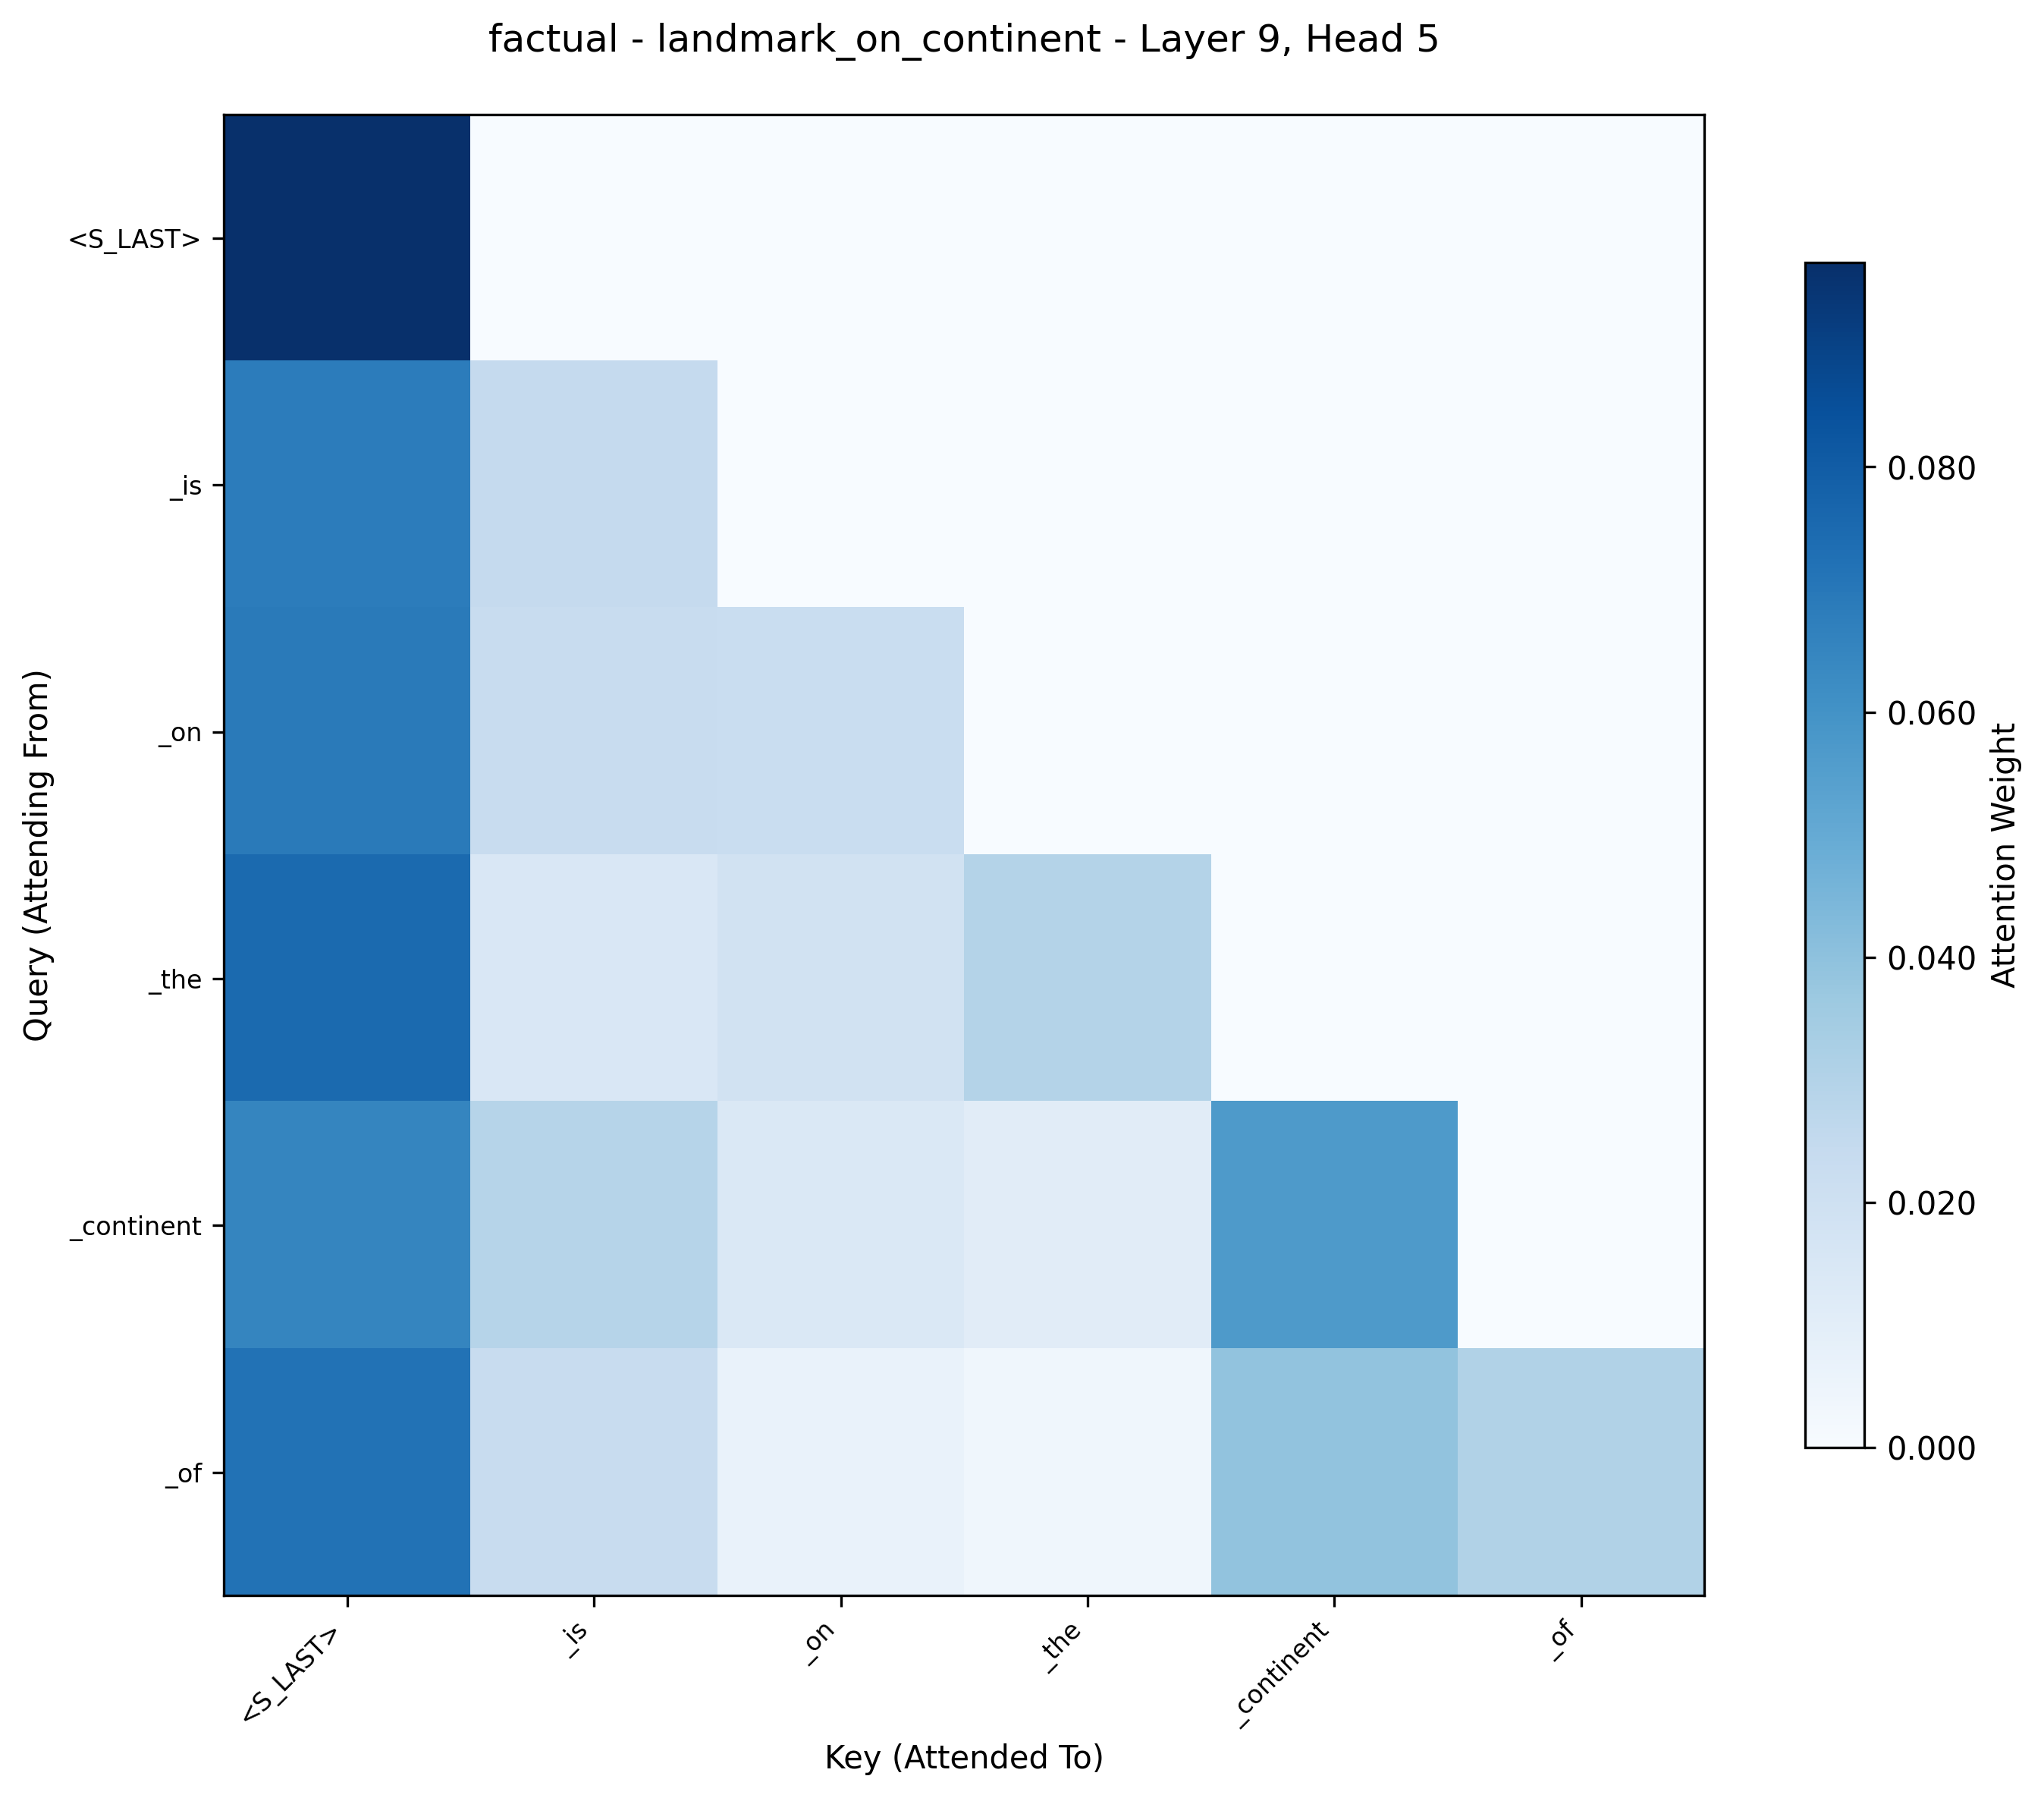 factual - landmark_on_continent - Layer 9, Head 5
Query (Attending From)
<S_LAST>
_is
_on
_the
_continent
_of
<S_LAST>
_is
_on
_the
_continent
_of
Key (Attended To)
0.080
0.060
0.040
0.020
0.000
Attention Weight